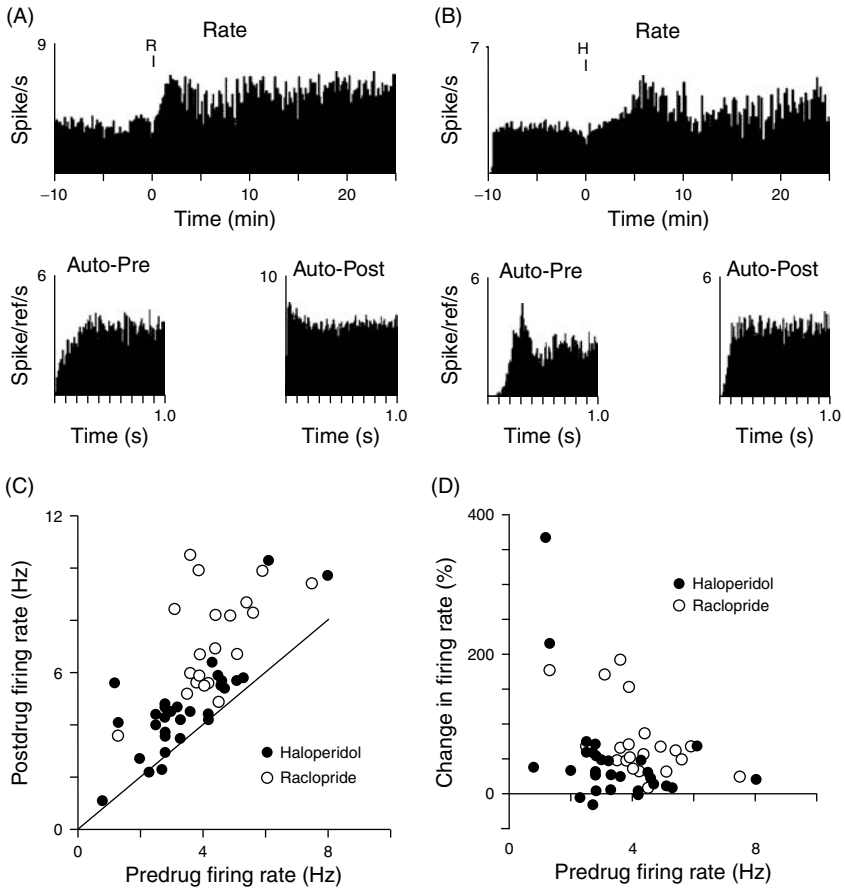 (A)
Rate
R
9
Spike/s
−10 0 10 20
Time (min)
Auto-Pre
6
Spike/ref/s
1.0
Time (s)
Auto-Post
10
1.0
Time (s)
(B)
Rate
H
7
Spike/s
−10 0 10 20
Time (min)
Auto-Pre
6
Spike/ref/s
1.0
Time (s)
Auto-Post
6
1.0
Time (s)
(C)
12
6
0
Postdrug firing rate (Hz)
Haloperidol
Raclopride
0 4 8
Predrug firing rate (Hz)
(D)
400
200
0
Change in firing rate (%)
Haloperidol
Raclopride
0 4 8
Predrug firing rate (Hz)